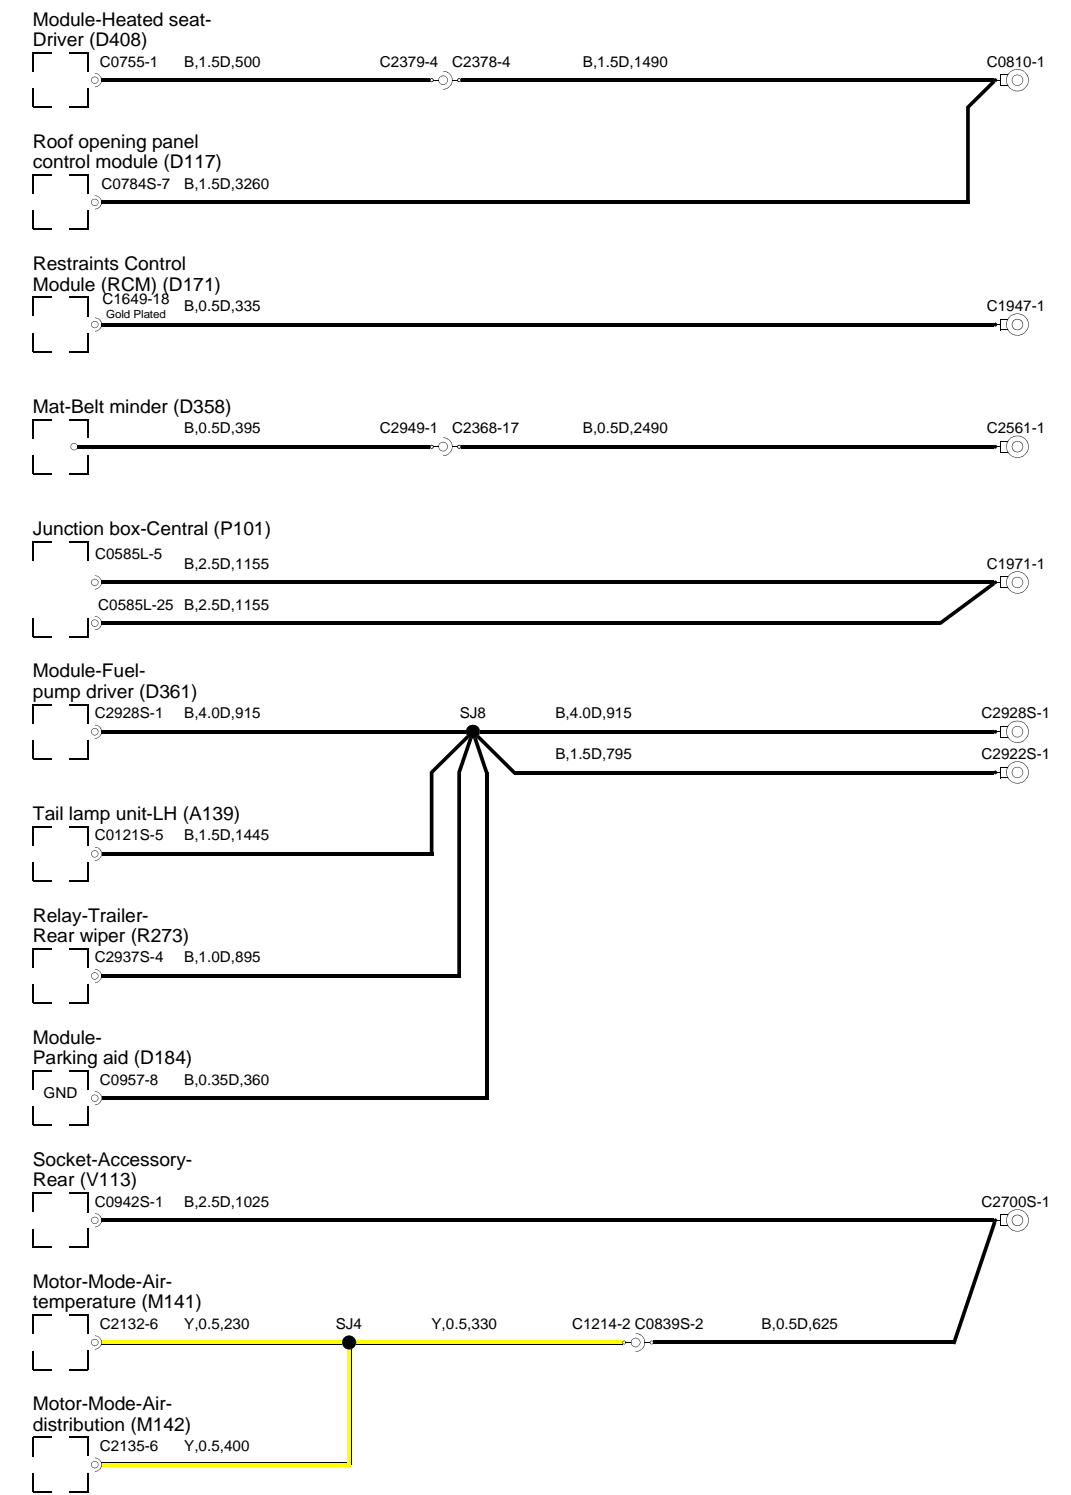 Module-Heated seat-
Driver (D408)
C0755-1 B,1.5D,500 C2379-4 C2378-4 B,1.5D,1490 C0810-1
Roof opening panel
control module (D117)
C0784S-7 B,1.5D,3260
Restraints Control
Module (RCM) (D171)
C1649-18 B,0.5D,335 C1947-1
Gold Plated
Mat-Belt minder (D358)
B,0.5D,395 C2949-1 C2368-17 B,0.5D,2490 C2561-1
Junction box-Central (P101)
C0585L-5 B,2.5D,1155 C1971-1
C0585L-25 B,2.5D,1155
Module-Fuel-
pump driver (D361)
C2928S-1 B,4.0D,915 SJ8 B,4.0D,915 C2928S-1
B,1.5D,795 C2922S-1
Tail lamp unit-LH (A139)
C0121S-5 B,1.5D,1445
Relay-Trailer-
Rear wiper (R273)
C2937S-4 B,1.0D,895
Module-
Parking aid (D184)
GND C0957-8 B,0.35D,360
Socket-Accessory-
Rear (V113)
C0942S-1 B,2.5D,1025 C2700S-1
Motor-Mode-Air-
temperature (M141)
C2132-6 Y,0.5,230 SJ4 Y,0.5,330 C1214-2 C0839S-2 B,0.5D,625
Motor-Mode-Air-
distribution (M142)
C2135-6 Y,0.5,400